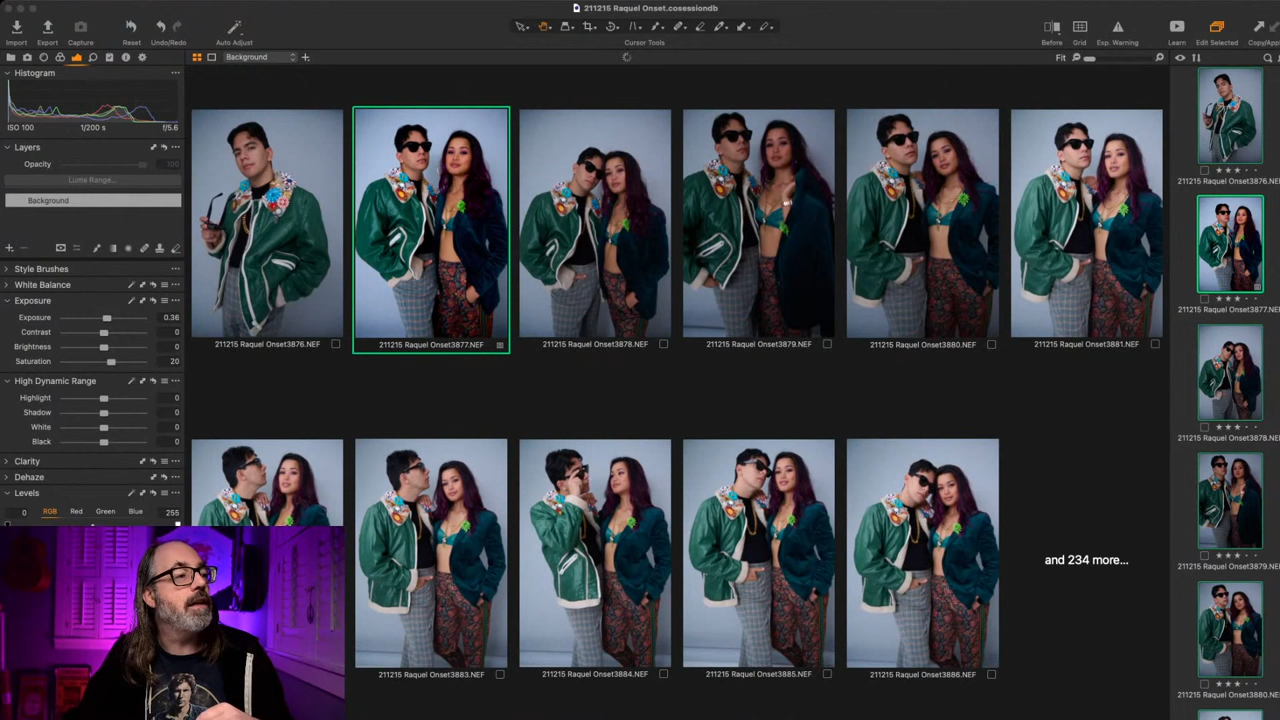 211215 Raquel Onset.cosessiondb
Import Export Capture Reset Undo/Redo Auto Adjust Cursor Tools Before Grid Exp. Warning Learn Edit Selected Copy/Appl
Background Fit
Histogram
ISO 100 1/200 s f/5.6
Layers
Opacity 100
Luma Range...
Background
Style Brushes
White Balance
Exposure
Exposure 0.36
Contrast 0
Brightness 0
Saturation 20
High Dynamic Range
Highlight 0
Shadow 0
White 0
Black 0
Clarity
Dehaze
Levels
0 RGB Red Green Blue 255
211215 Raquel Onset3876.NEF 211215 Raquel Onset3877.NEF 211215 Raquel Onset3878.NEF 211215 Raquel Onset3879.NEF 211215 Raquel Onset3880.NEF 211215 Raquel Onset3881.NEF
and 234 more...
211215 Raquel Onset3883.NEF 211215 Raquel Onset3884.NEF 211215 Raquel Onset3885.NEF 211215 Raquel Onset3886.NEF
211215 Raquel Onset3876.NEF
211215 Raquel Onset3877.NEF
211215 Raquel Onset3878.NEF
211215 Raquel Onset3879.NEF
211215 Raquel Onset3880.NEF